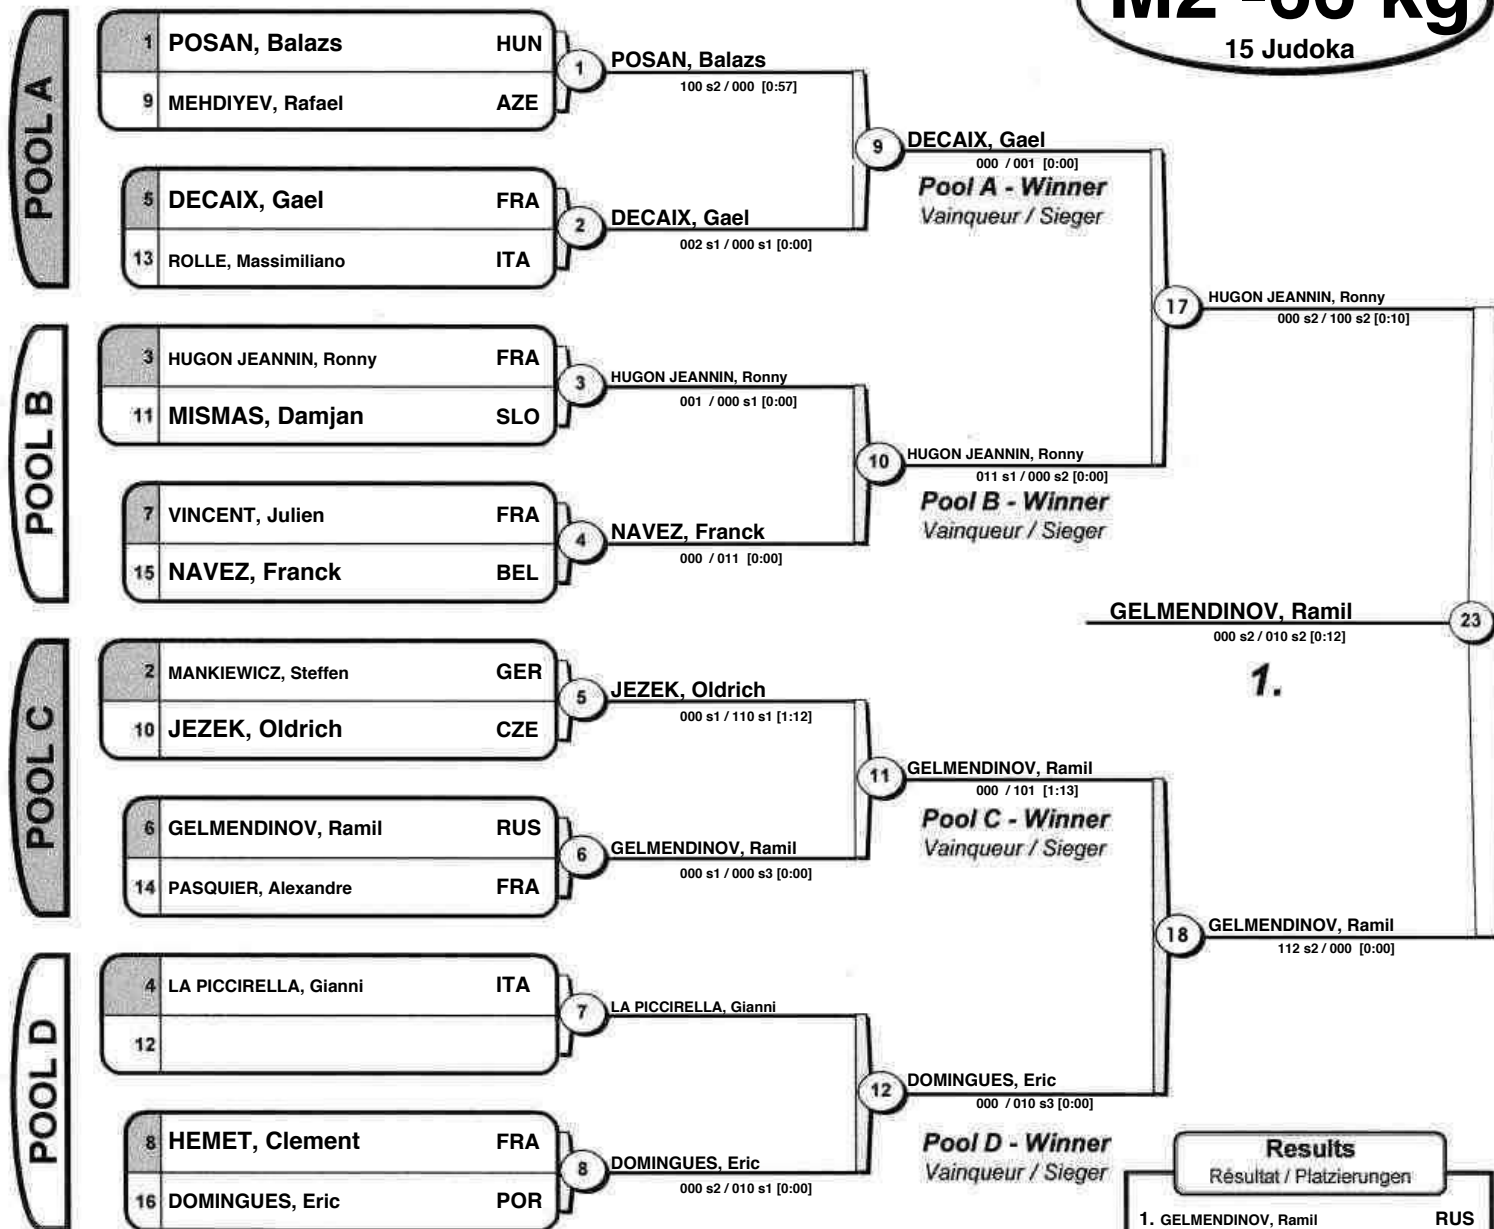 M2 -66 kg
15 Judoka
POOL A
1 POSAN, Balazs HUN
9 MEHDIYEV, Rafael AZE
1
POSAN, Balazs
100 s2 / 000 [0:57]
5 DECAIX, Gael FRA
13 ROLLE, Massimiliano ITA
2
DECAIX, Gael
002 s1 / 000 s1 [0:00]
9
DECAIX, Gael
000 / 001 [0:00]
Pool A - Winner
Vainqueur / Sieger
POOL B
3 HUGON JEANNIN, Ronny FRA
11 MISMAS, Damjan SLO
3
HUGON JEANNIN, Ronny
001 / 000 s1 [0:00]
7 VINCENT, Julien FRA
15 NAVEZ, Franck BEL
4
NAVEZ, Franck
000 / 011 [0:00]
10
HUGON JEANNIN, Ronny
011 s1 / 000 s2 [0:00]
Pool B - Winner
Vainqueur / Sieger
17
HUGON JEANNIN, Ronny
000 s2 / 100 s2 [0:10]
GELMENDINOV, Ramil
23
000 s2 / 010 s2 [0:12]
1.
POOL C
2 MANKIEWICZ, Steffen GER
10 JEZEK, Oldrich CZE
5
JEZEK, Oldrich
000 s1 / 110 s1 [1:12]
6 GELMENDINOV, Ramil RUS
14 PASQUIER, Alexandre FRA
6
GELMENDINOV, Ramil
000 s1 / 000 s3 [0:00]
11
GELMENDINOV, Ramil
000 / 101 [1:13]
Pool C - Winner
Vainqueur / Sieger
18
GELMENDINOV, Ramil
112 s2 / 000 [0:00]
POOL D
4 LA PICCIRELLA, Gianni ITA
12
7
LA PICCIRELLA, Gianni
8 HEMET, Clement FRA
16 DOMINGUES, Eric POR
8
DOMINGUES, Eric
000 s2 / 010 s1 [0:00]
12
DOMINGUES, Eric
000 / 010 s3 [0:00]
Pool D - Winner
Vainqueur / Sieger
Results
Résultat / Platzierungen
1. GELMENDINOV, Ramil RUS